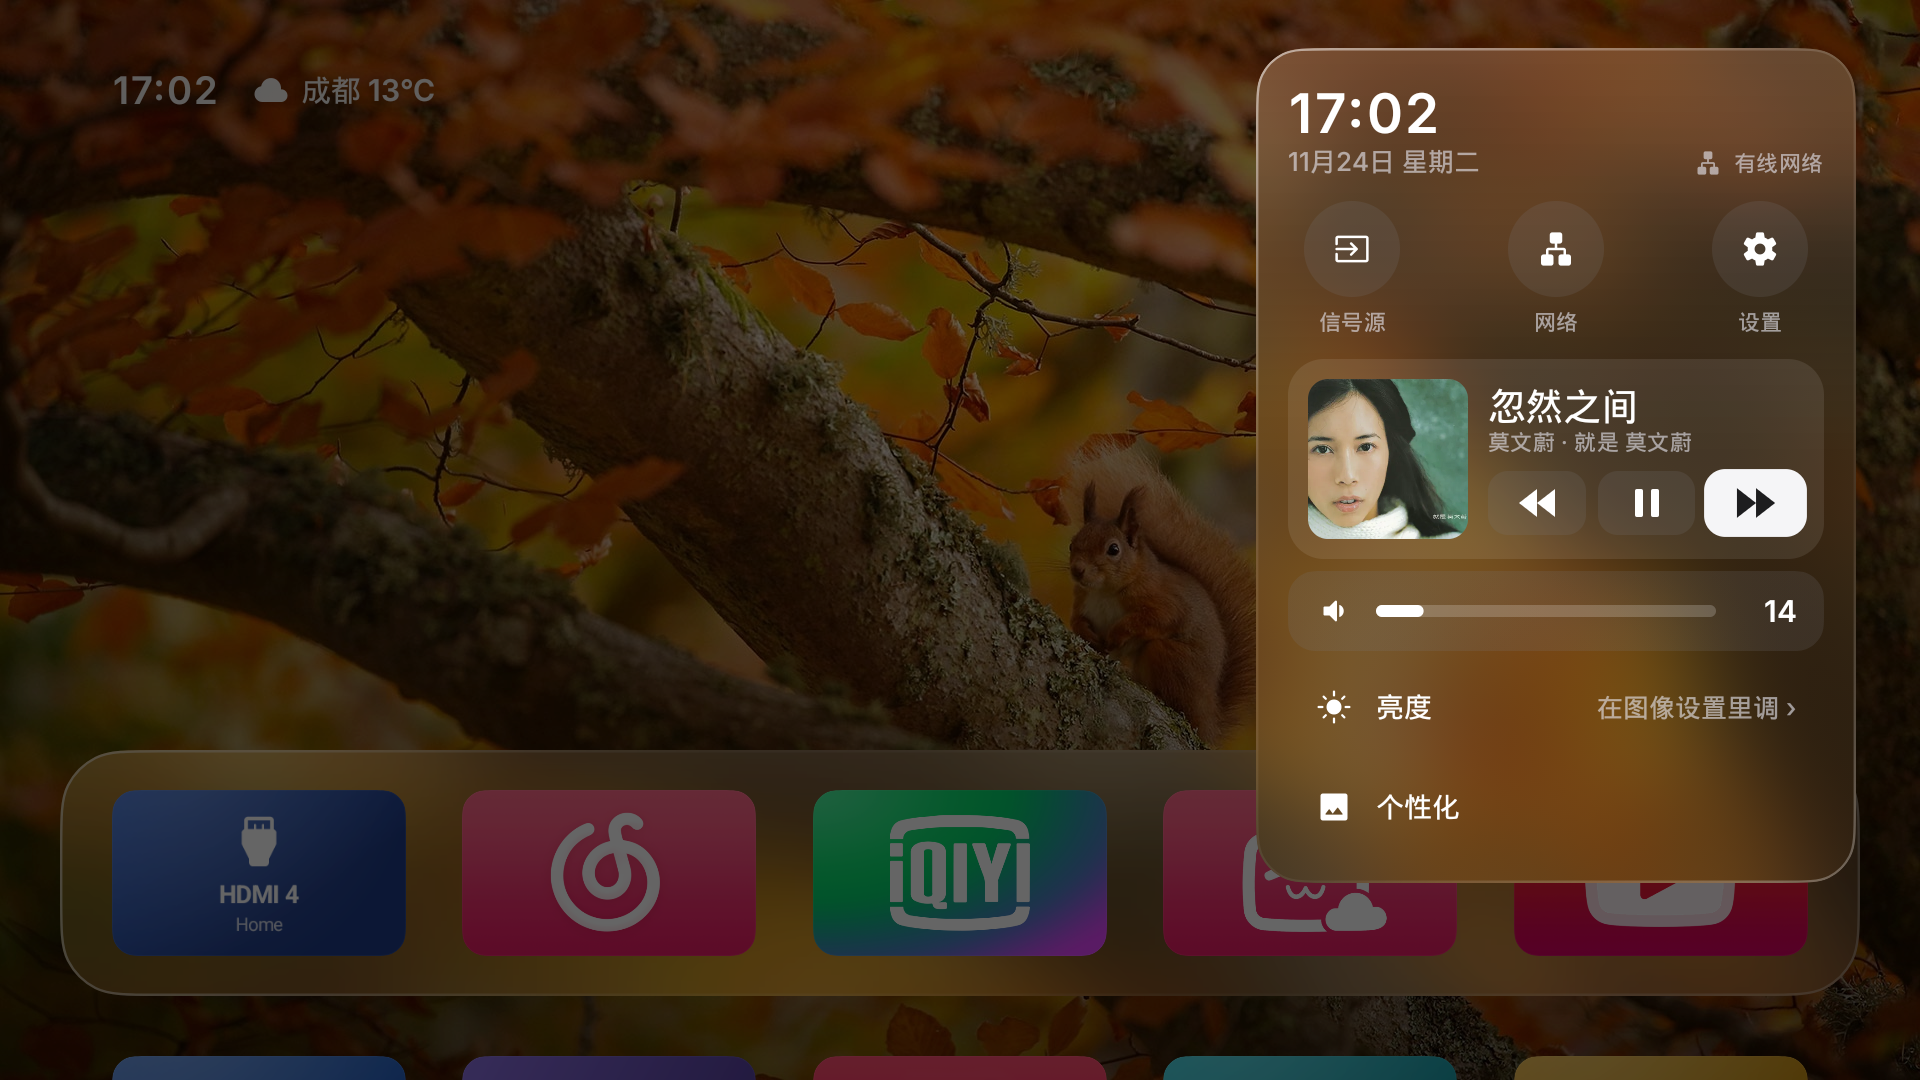 17:02 成都 13°C
17:02
11月24日 星期二
有线网络
信号源 网络 设置
忽然之间
莫文蔚 · 就是 莫文蔚
14
亮度 在图像设置里调 ›
个性化
HDMI 4
Home
iQIYI